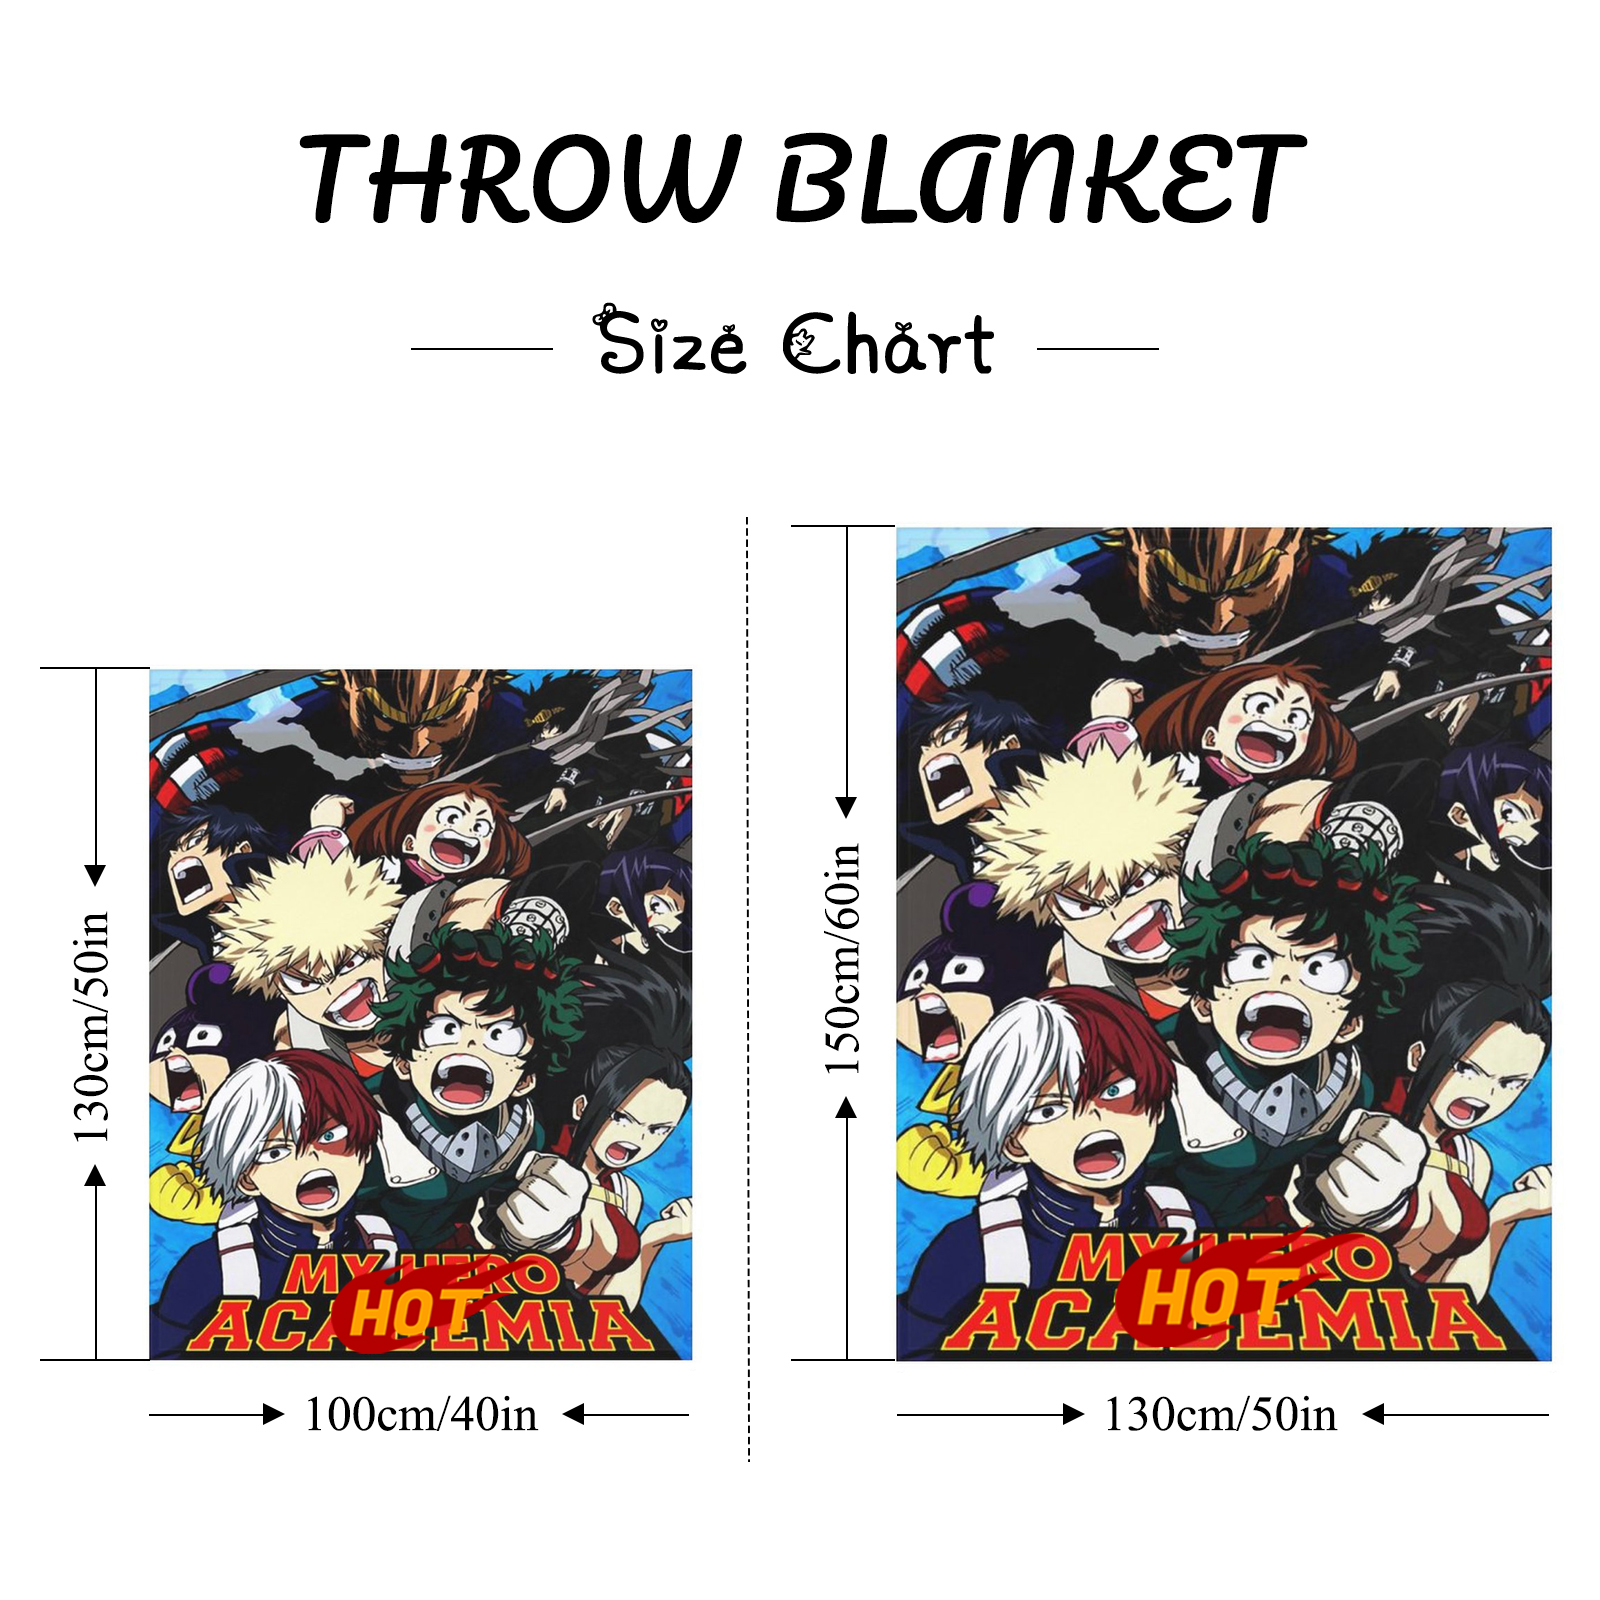 THROW BLANKET
Size Chart
130cm/50in
MY HERO
ACADEMIA
HOT
100cm/40in
150cm/60in
MY HERO
ACADEMIA
HOT
130cm/50in